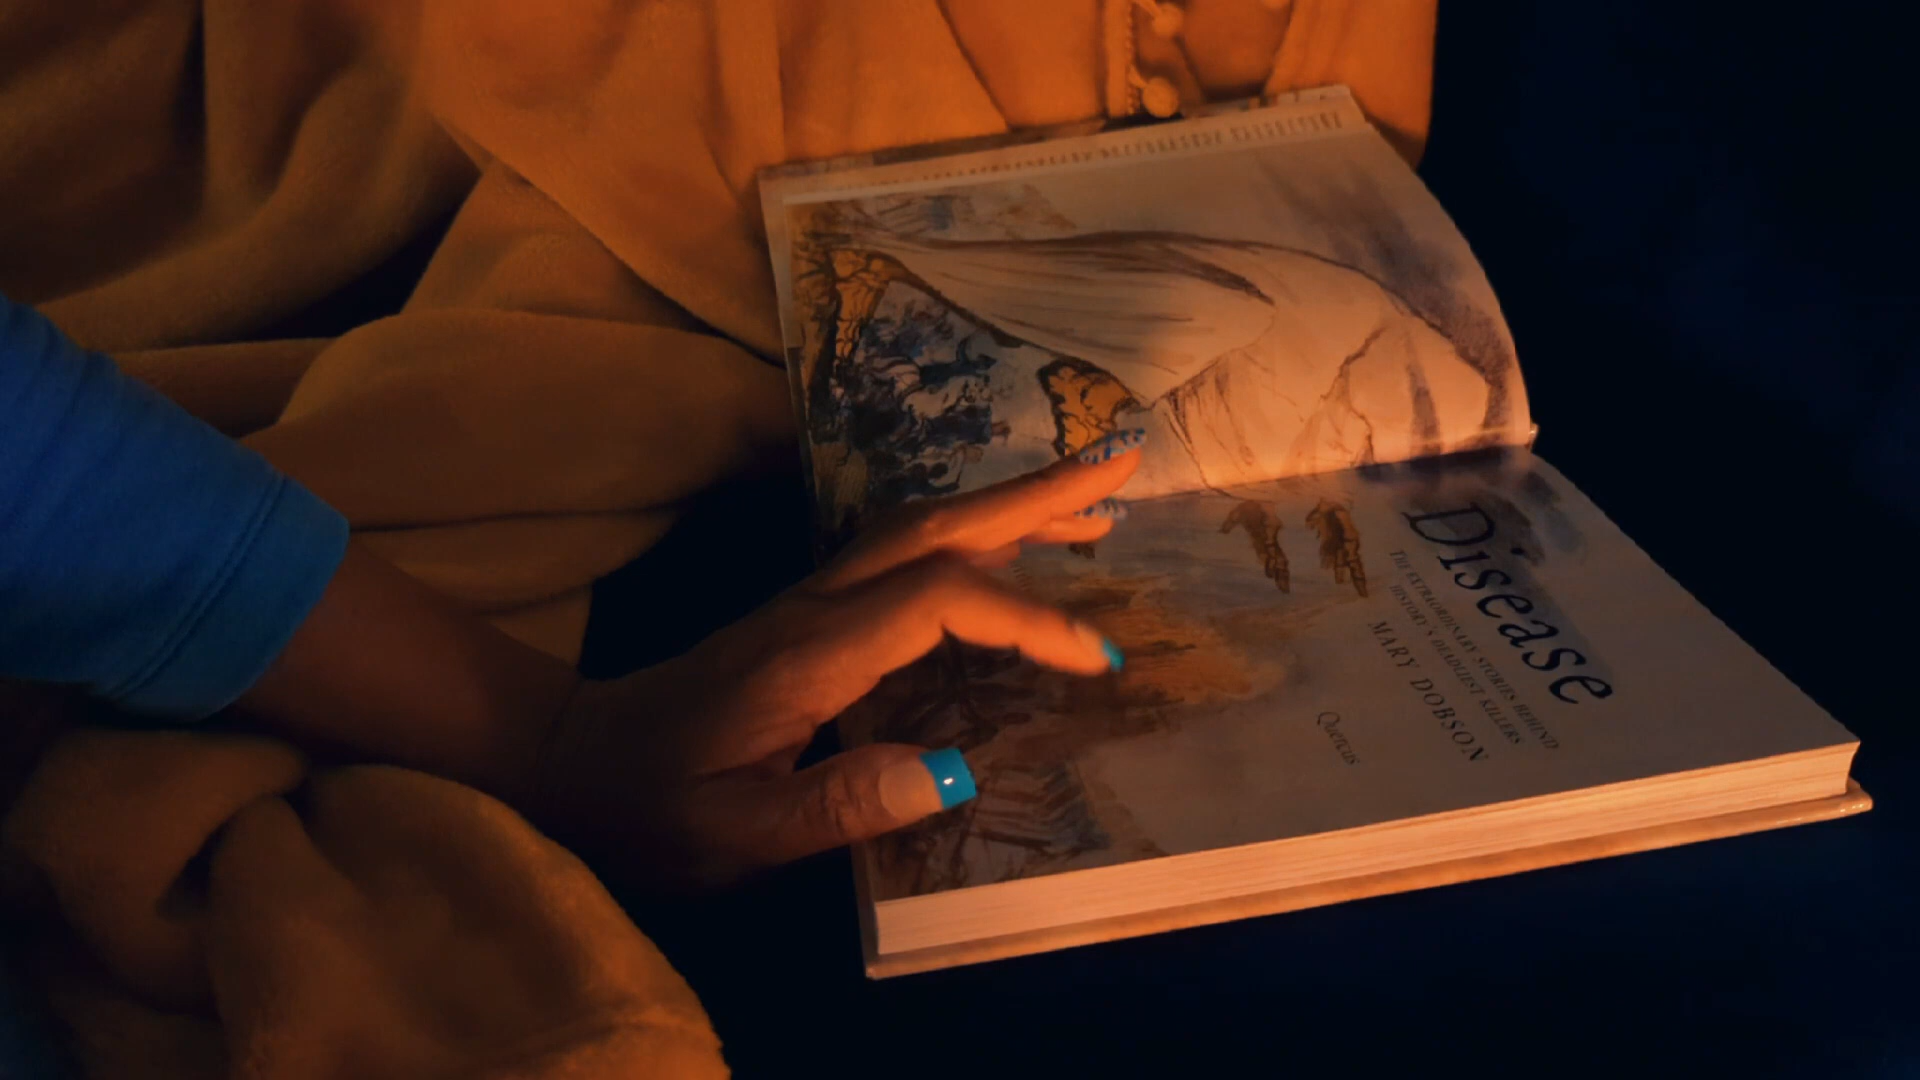 Disease
THE EXTRAORDINARY STORIES BEHIND
HISTORY'S DEADLIEST KILLERS
MARY DOBSON
Quercus